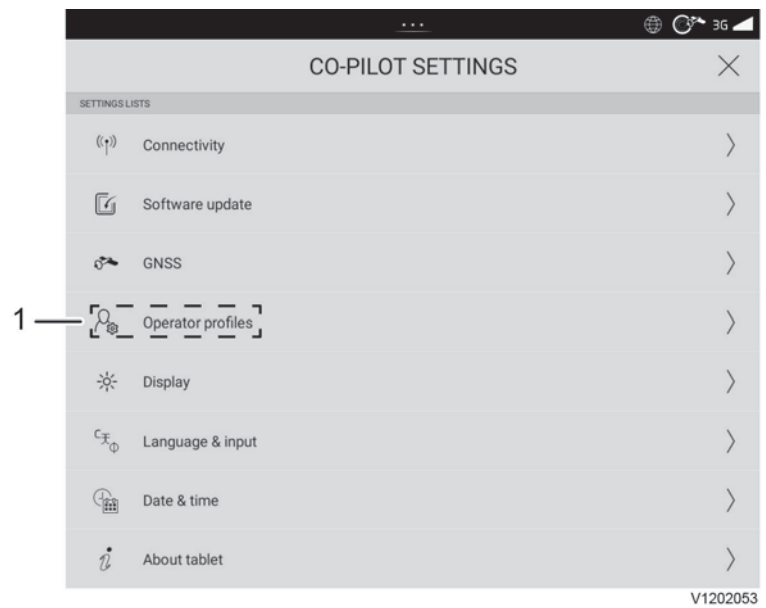 ...
3G
CO-PILOT SETTINGS
SETTINGS LISTS
Connectivity
Software update
GNSS
1
Operator profiles
Display
Language & input
Date & time
About tablet
V1202053